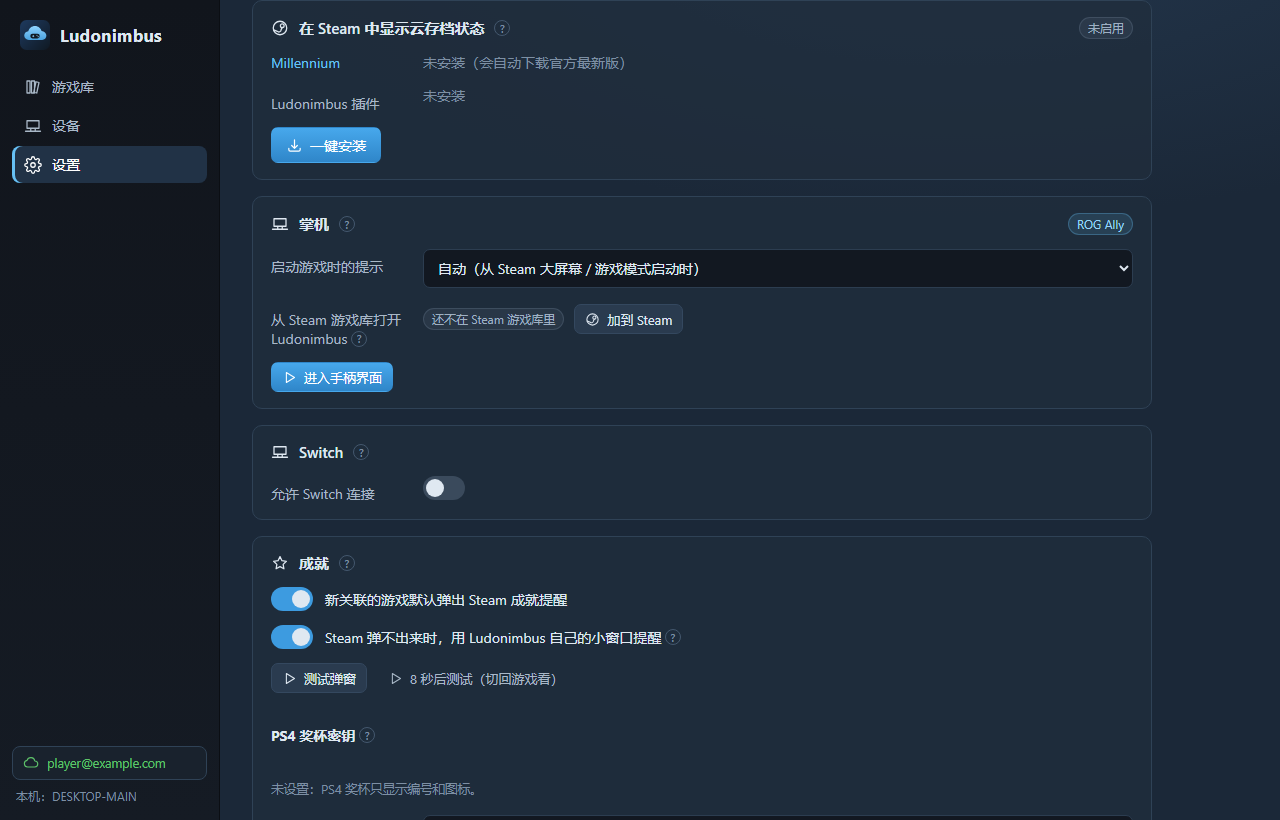 Ludonimbus
游戏库
设备
设置
player@example.com
本机：DESKTOP-MAIN
在 Steam 中显示云存档状态 ?
未启用
Millennium 未安装（会自动下载官方最新版）
Ludonimbus 插件 未安装
一键安装
掌机 ?
ROG Ally
启动游戏时的提示 自动（从 Steam 大屏幕 / 游戏模式启动时）
从 Steam 游戏库打开 还不在 Steam 游戏库里 加到 Steam
Ludonimbus ?
进入手柄界面
Switch ?
允许 Switch 连接
成就 ?
新关联的游戏默认弹出 Steam 成就提醒
Steam 弹不出来时，用 Ludonimbus 自己的小窗口提醒 ?
测试弹窗 8 秒后测试（切回游戏看）
PS4 奖杯密钥 ?
未设置：PS4 奖杯只显示编号和图标。